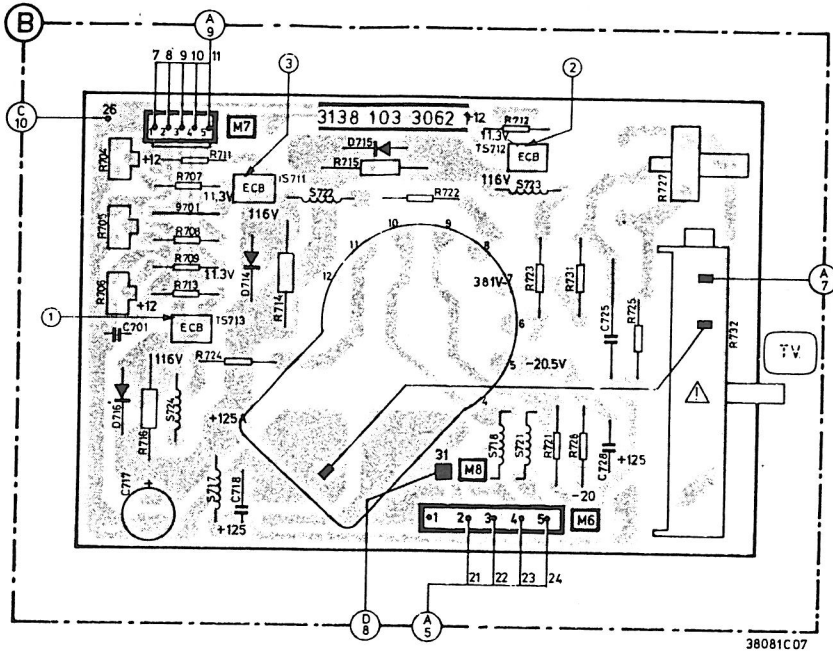 B
A 9
7 8 9 10 11
3
2
C 10
26
1 2 3 4 5
M7
3138 103 3062
+12
R712
11.3V
D715
TS712
ECB
R704
+12
R711
R715
R707
ECB
TS711
11,3V
116V
S723
R727
S722
R722
9701
116V
R705
R708
10
9
11
8
R709
11.3V
D714
R714
12
381V
7
R723
R731
A 7
R706
R713
+12
C725
R725
R732
1
C701
ECB
TS713
6
TV
116V
R724
5
-20.5V
4
D716
R716
S724
+125A
S718
S721
R721
R726
C728
+125
31
M8
C717
+
S717
C718
+125
-20
1 2 3 4 5
M6
21 22 23 24
D 8
A 5
38081C07